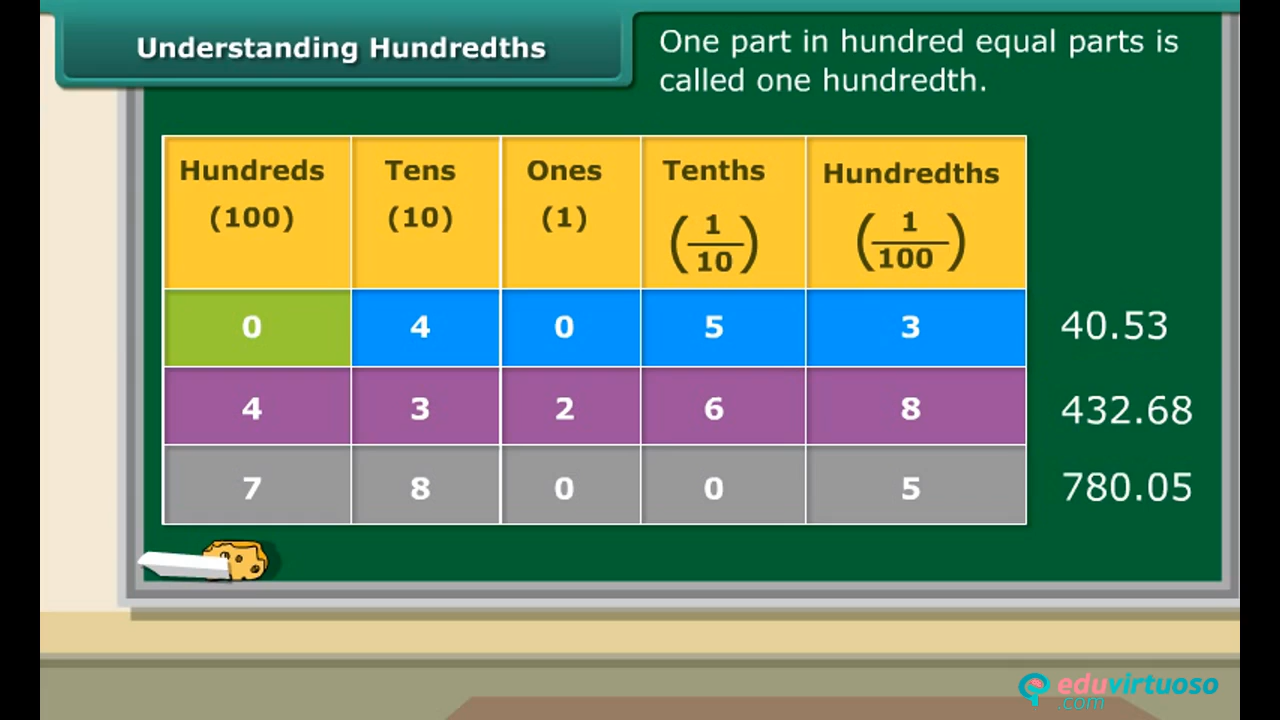 Understanding Hundredths
One part in hundred equal parts is
called one hundredth.
Hundreds Tens Ones Tenths Hundredths
(100) (10) (1) (1/10) (1/100)
0 4 0 5 3 40.53
4 3 2 6 8 432.68
7 8 0 0 5 780.05
eduvirtuoso
.com